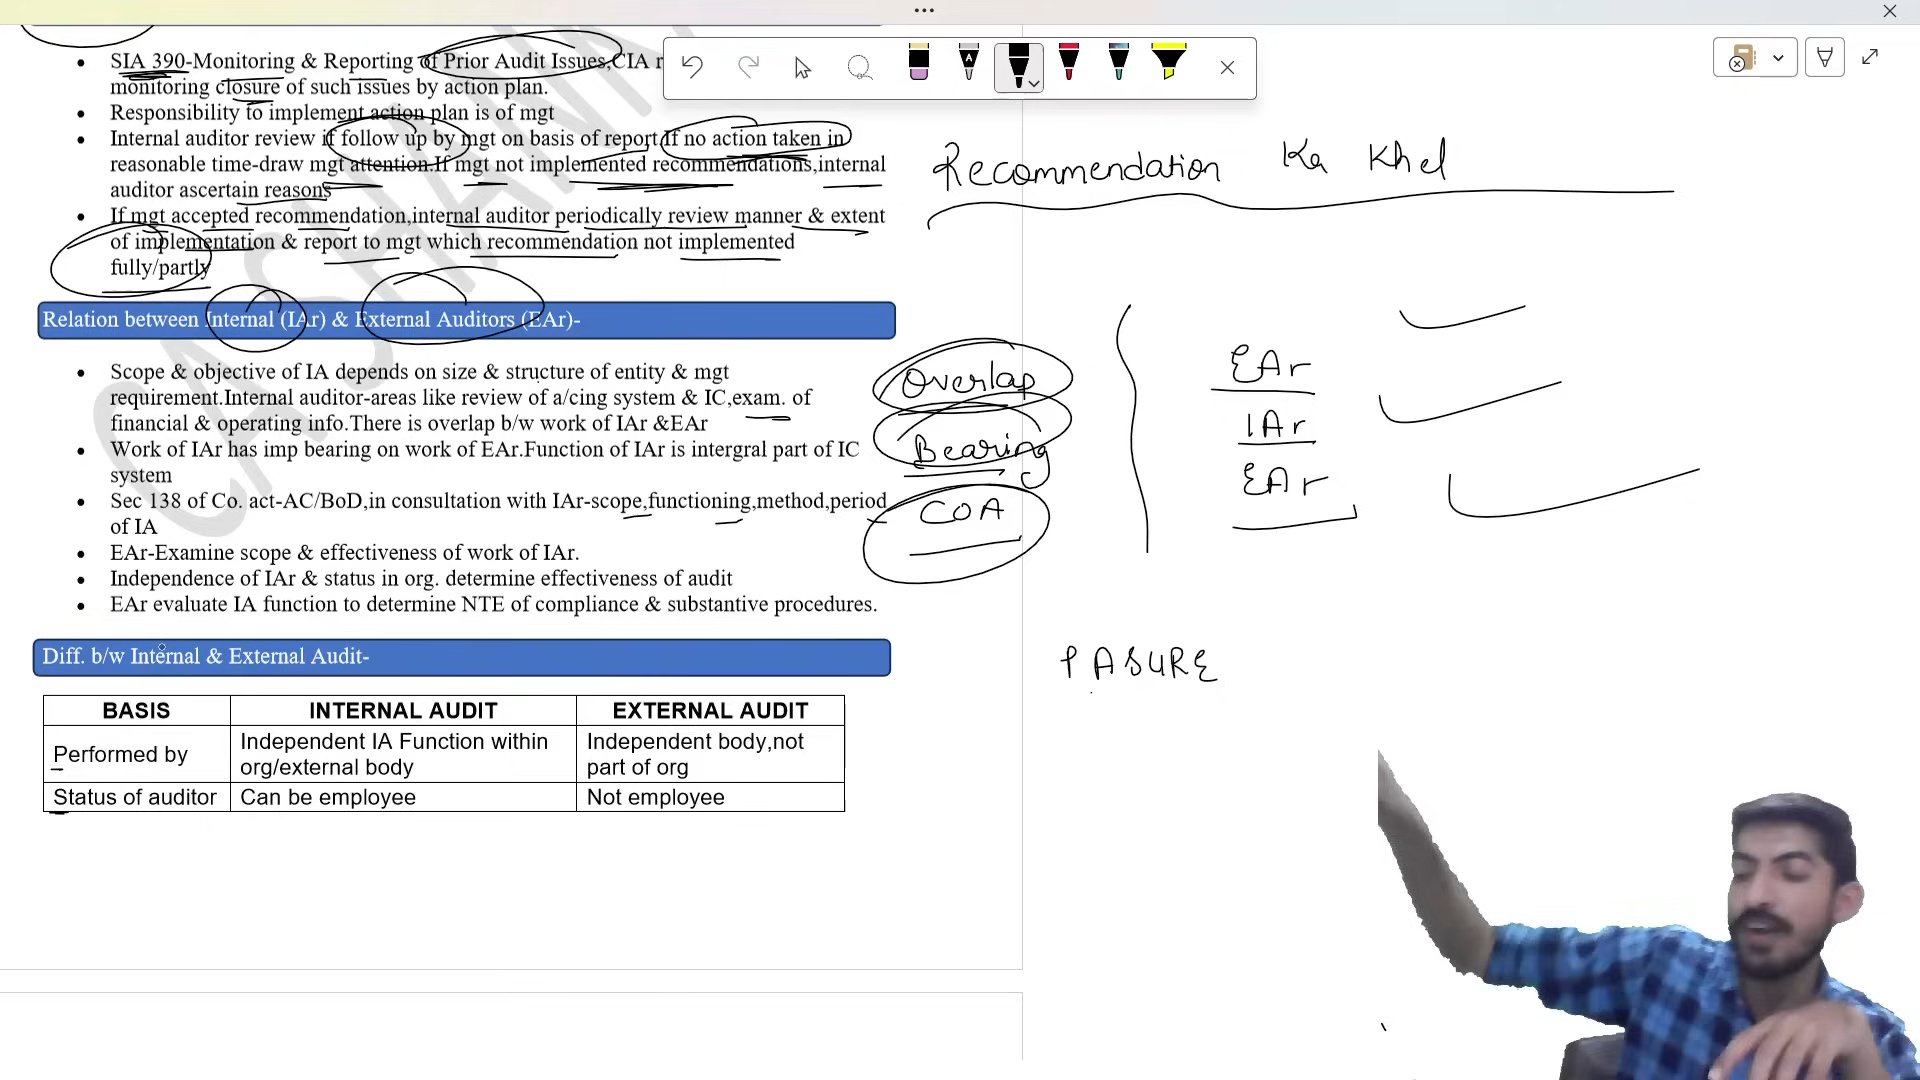 SIA 390-Monitoring & Reporting of Prior Audit Issues,CIA r
monitoring closure of such issues by action plan.
Responsibility to implement action plan is of mgt
Internal auditor review if follow up by mgt on basis of report.If no action taken in
reasonable time-draw mgt attention.If mgt not implemented recommendations,internal
auditor ascertain reasons
If mgt accepted recommendation,internal auditor periodically review manner & extent
of implementation & report to mgt which recommendation not implemented
fully/partly
Relation between Internal (IAr) & External Auditors (EAr)-
Scope & objective of IA depends on size & structure of entity & mgt
requirement.Internal auditor-areas like review of a/cing system & IC,exam. of
financial & operating info.There is overlap b/w work of IAr &EAr
Work of IAr has imp bearing on work of EAr.Function of IAr is intergral part of IC
system
Sec 138 of Co. act-AC/BoD,in consultation with IAr-scope,functioning,method,period
of IA
EAr-Examine scope & effectiveness of work of IAr.
Independence of IAr & status in org. determine effectiveness of audit
EAr evaluate IA function to determine NTE of compliance & substantive procedures.
Diff. b/w Internal & External Audit-
BASIS INTERNAL AUDIT EXTERNAL AUDIT
Performed by Independent IA Function within org/external body Independent body,not part of org
Status of auditor Can be employee Not employee
Recommendation Ka Khel
Overlap
Bearing
COA
EAr
IAr
EAr
PASURE